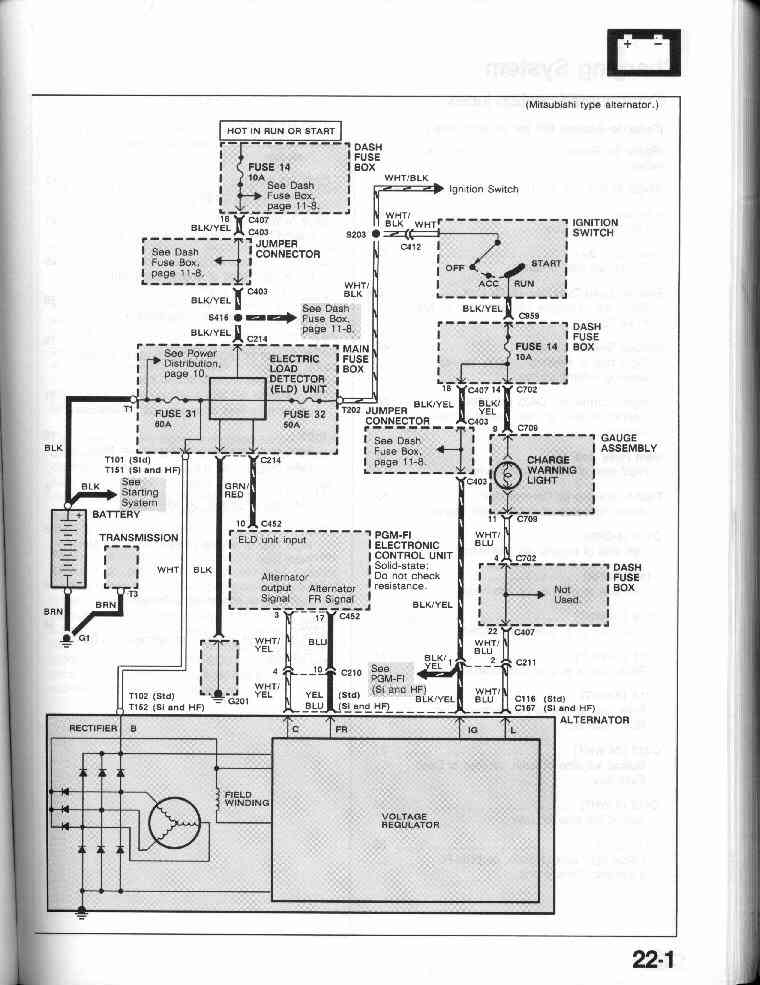 + -
(Mitsubishi type alternator.)
HOT IN RUN OR START
DASH
FUSE
BOX
FUSE 14
10A
See Dash
Fuse Box,
page 11-8.
WHT/BLK
Ignition Switch
16 C407
BLK/YEL
C403
S203
WHT/
BLK
WHT
C412
IGNITION
SWITCH
OFF
START
ACC
RUN
JUMPER
CONNECTOR
See Dash
Fuse Box,
page 11-8.
C403
BLK/YEL
WHT/
BLK
S416
See Dash
Fuse Box,
page 11-8.
BLK/YEL
C214
BLK/YEL
C959
DASH
FUSE
BOX
FUSE 14
10A
MAIN
FUSE
BOX
See Power
Distribution,
page 10.
ELECTRIC
LOAD
DETECTOR
(ELD) UNIT
FUSE 31
60A
FUSE 32
50A
T1
T202
18 C407
14 C702
BLK/YEL
BLK/
YEL
JUMPER
CONNECTOR
C403
See Dash
Fuse Box,
page 11-8.
C403
9 C709
GAUGE
ASSEMBLY
CHARGE
WARNING
LIGHT
11 C709
BLK
T101 (Std)
T151 (Si and HF)
C214
BLK
See
Starting
System
BATTERY
+
-
GRN/
RED
10 C452
TRANSMISSION
T3
BRN
BRN
G1
WHT
BLK
ELD unit input
Alternator
output
Signal
Alternator
FR Signal
PGM-FI
ELECTRONIC
CONTROL UNIT
Solid-state:
Do not check
resistance.
WHT/
BLU
4 C702
DASH
FUSE
BOX
Not
Used.
BLK/YEL
3
17 C452
WHT/
YEL
BLU
22 C407
WHT/
BLU
4
10 C210
See
PGM-FI
(Si and HF)
BLK/
YEL
1
2 C211
WHT/
YEL
YEL (Std)
BLU (Si and HF)
BLK/YEL
WHT/
BLU
C116 (Std)
C167 (Si and HF)
G201
T102 (Std)
T152 (Si and HF)
ALTERNATOR
RECTIFIER B
C
FR
IG
L
FIELD
WINDING
VOLTAGE
REGULATOR
22-1